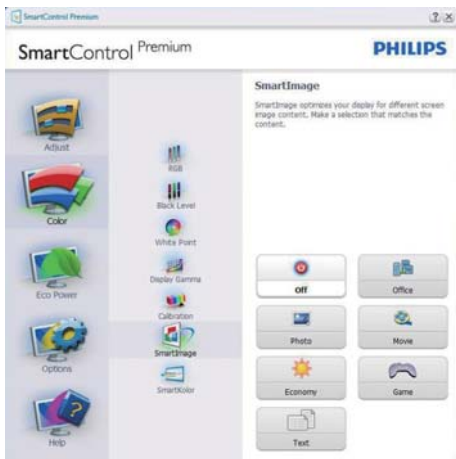 SmartControl Premium
SmartControl Premium
PHILIPS
Adjust
Color
Eco Power
Options
Help
RGB
Black Level
White Point
Display Gamma
Calibration
SmartImage
SmartKolor
SmartImage
SmartImage optimizes your display for different screen
image content. Make a selection that matches the
content.
Off
Office
Photo
Movie
Economy
Game
Text